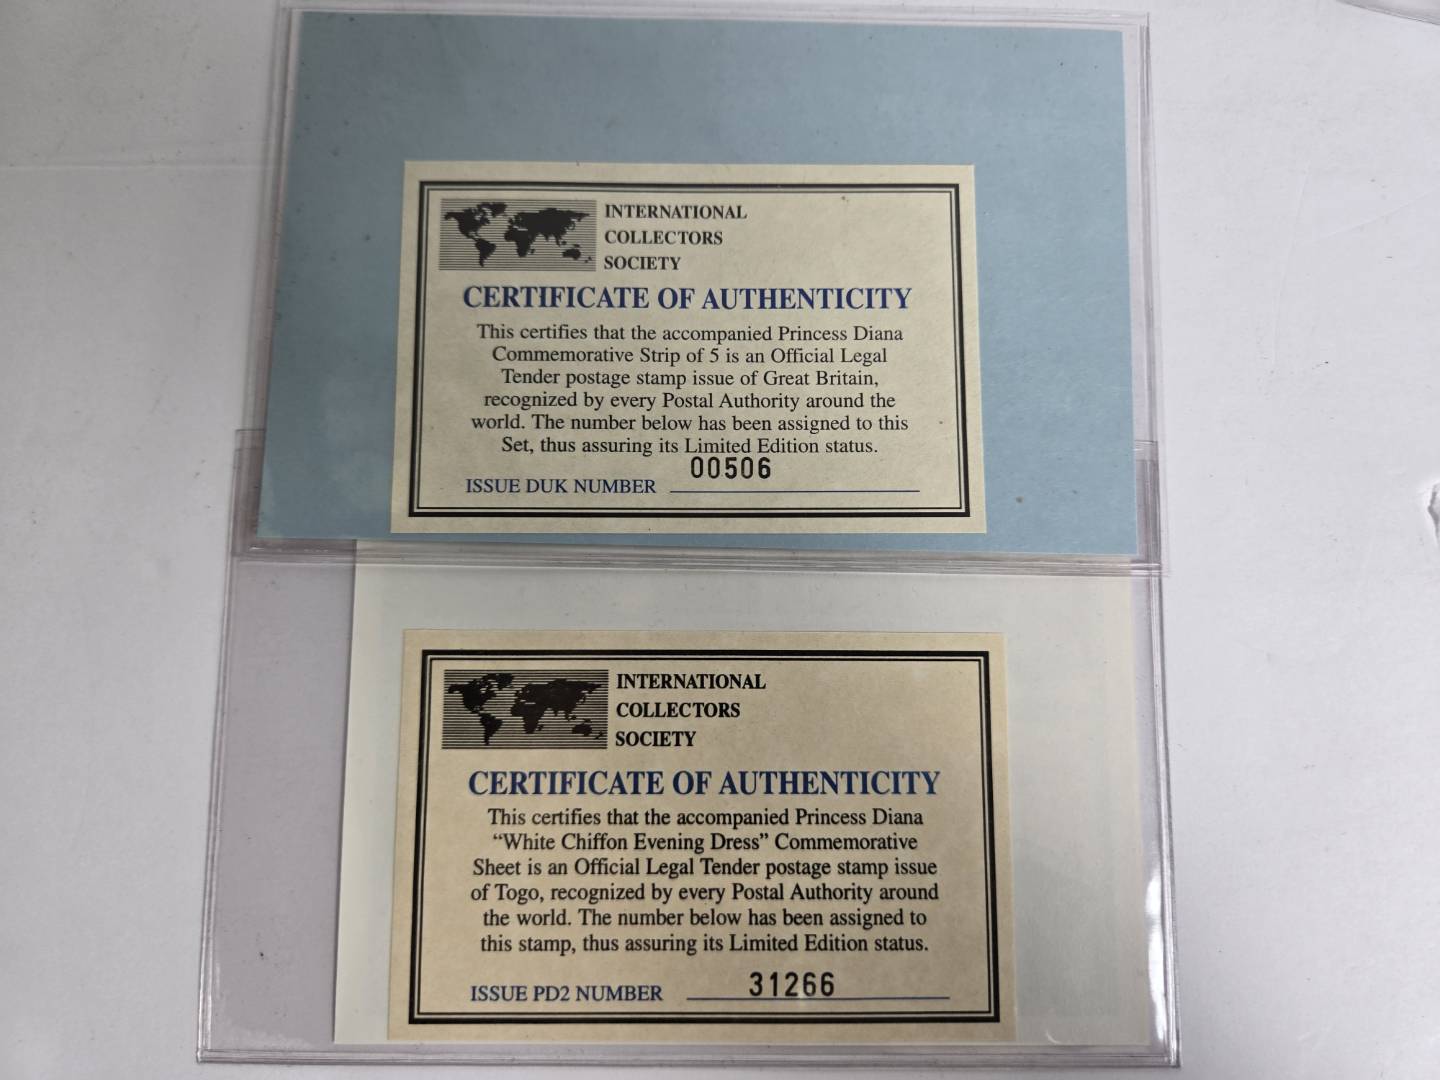 INTERNATIONAL
COLLECTORS
SOCIETY
CERTIFICATE OF AUTHENTICITY
This certifies that the accompanied Princess Diana
Commemorative Strip of 5 is an Official Legal
Tender postage stamp issue of Great Britain,
recognized by every Postal Authority around the
world. The number below has been assigned to this
Set, thus assuring its Limited Edition status.
ISSUE DUK NUMBER 00506
INTERNATIONAL
COLLECTORS
SOCIETY
CERTIFICATE OF AUTHENTICITY
This certifies that the accompanied Princess Diana
“White Chiffon Evening Dress” Commemorative
Sheet is an Official Legal Tender postage stamp issue
of Togo, recognized by every Postal Authority around
the world. The number below has been assigned to
this stamp, thus assuring its Limited Edition status.
ISSUE PD2 NUMBER 31266